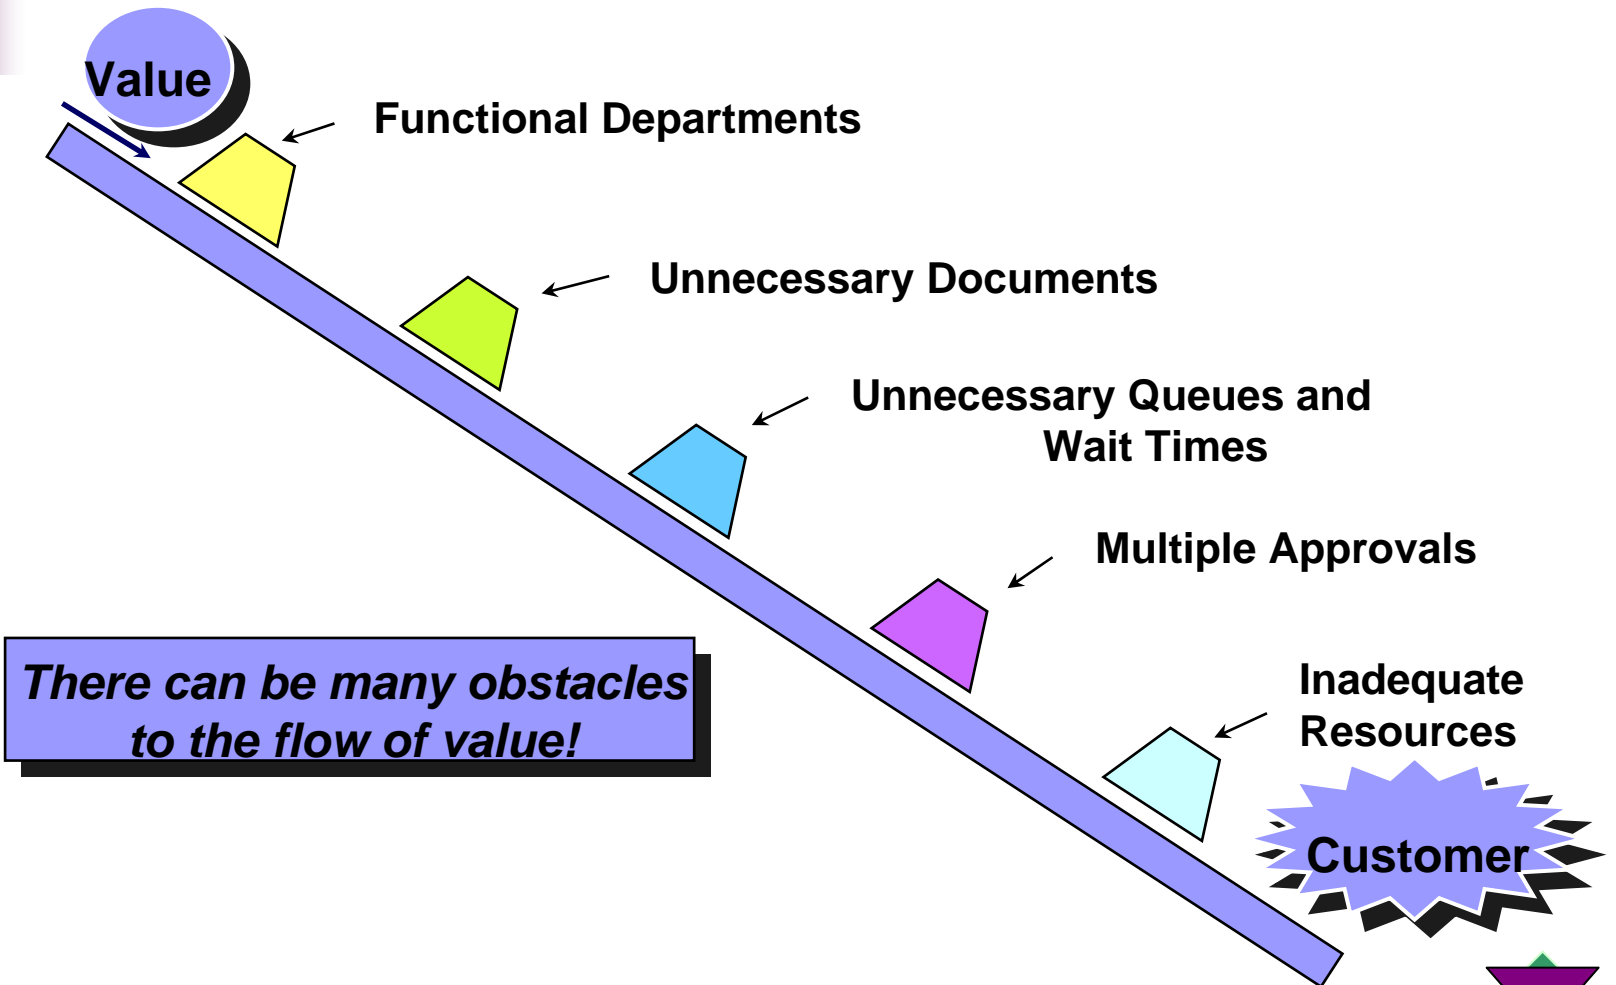 Value
Functional Departments
Unnecessary Documents
Unnecessary Queues and
Wait Times
Multiple Approvals
There can be many obstacles
to the flow of value!
Inadequate
Resources
Customer